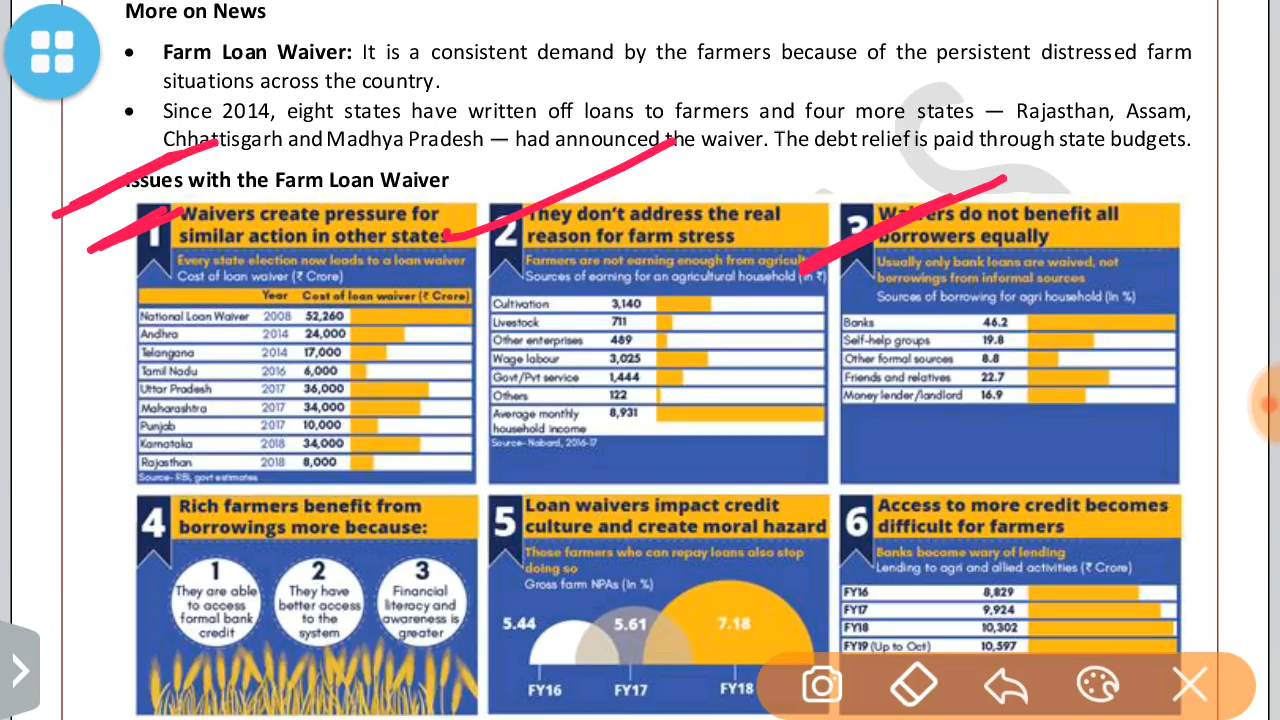 More on News
• Farm Loan Waiver: It is a consistent demand by the farmers because of the persistent distressed farm
situations across the country.
• Since 2014, eight states have written off loans to farmers and four more states — Rajasthan, Assam,
Chhattisgarh and Madhya Pradesh — had announced the waiver. The debt relief is paid through state budgets.
Issues with the Farm Loan Waiver
1 Waivers create pressure for
similar action in other states
Every state election now leads to a loan waiver
Cost of loan waiver (₹ Crore)
Year Cost of loan waiver (₹ Crore)
National Loan Waiver 2008 52,260
Andhra 2014 24,000
Telangana 2014 17,000
Tamil Nadu 2016 6,000
Uttar Pradesh 2017 36,000
Maharashtra 2017 34,000
Punjab 2017 10,000
Karnataka 2018 34,000
Rajasthan 2018 8,000
Source- RBI, govt estimates
2 They don't address the real
reason for farm stress
Farmers are not earning enough from agriculture
Sources of earning for an agricultural household (In ₹)
Cultivation 3,140
Livestock 711
Other enterprises 489
Wage labour 3,025
Govt/Pvt service 1,444
Others 122
Average monthly 8,931
household income
Source- Nabard, 2016-17
3 Waivers do not benefit all
borrowers equally
Usually only bank loans are waived, not
borrowings from informal sources
Sources of borrowing for agri household (In %)
Banks 46.2
Self-help groups 19.8
Other formal sources 8.8
Friends and relatives 22.7
Money lender/landlord 16.9
4 Rich farmers benefit from
borrowings more because:
1
They are able
to access
formal bank
credit
2
They have
better access
to the
system
3
Financial
literacy and
awareness is
greater
5 Loan waivers impact credit
culture and create moral hazard
Those farmers who can repay loans also stop
doing so
Gross farm NPAs (In %)
5.44 5.61 7.18
FY16 FY17 FY18
6 Access to more credit becomes
difficult for farmers
Banks become wary of lending
Lending to agri and allied activities (₹ Crore)
FY16 8,829
FY17 9,924
FY18 10,302
FY19 (Up to Oct) 10,597